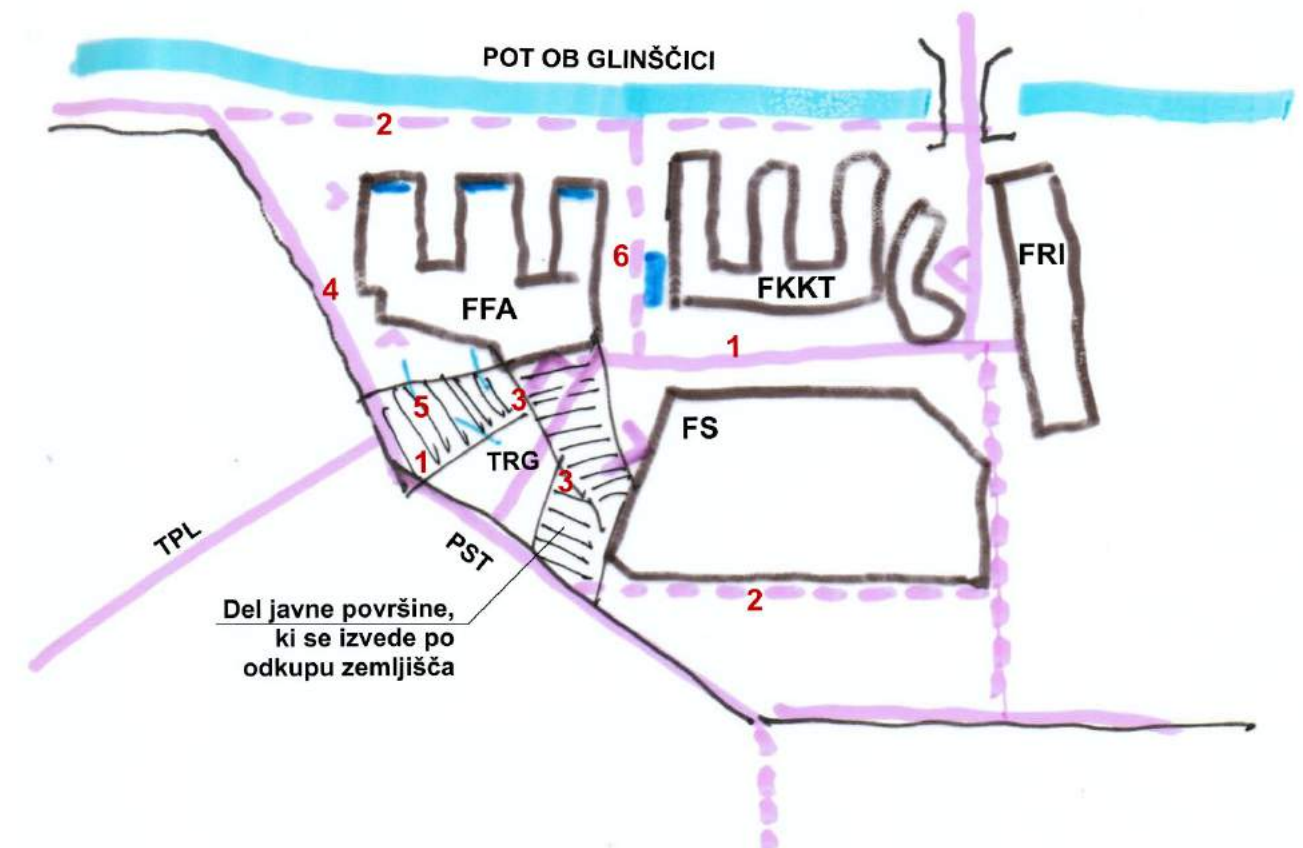 POT OB GLINŠČICI
2
6
FRI
4
FKKT
FFA
1
5
3
FS
1
TRG
3
TPL
PST
2
Del javne površine,
ki se izvede po
odkupu zemljišča